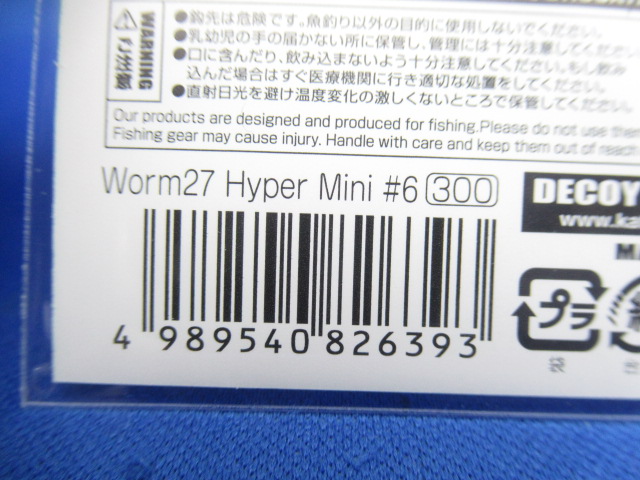 WARNING
●鈎先は危険です。魚釣り以外の目的に使用しないでください。
●乳幼児の手の届かない所に保管し、管理には十分注意してください
●口に含んだり、飲み込まないよう十分注意してください。もし飲み
込んだ場合はすぐ医療機関に行き適切な処置をしてください。
●直射日光を避け温度変化の激しくないところで保管してください。
Our products are designed and produced for fishing.Please do not use the
Fishing gear may cause injury. Handle with care and keep them out of reach
Worm27 Hyper Mini #6 300
DECOY
www.ka
MA
プラ
袋
4 989540 826393